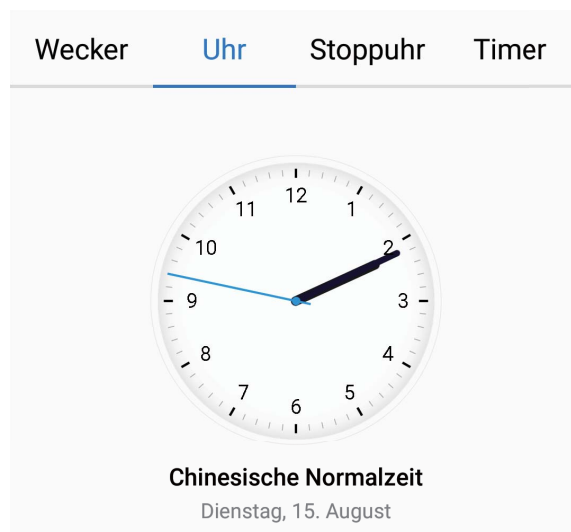 Wecker Uhr Stoppuhr Timer
12
11 1
10 2
9 3
8 4
7 5
6
Chinesische Normalzeit
Dienstag, 15. August